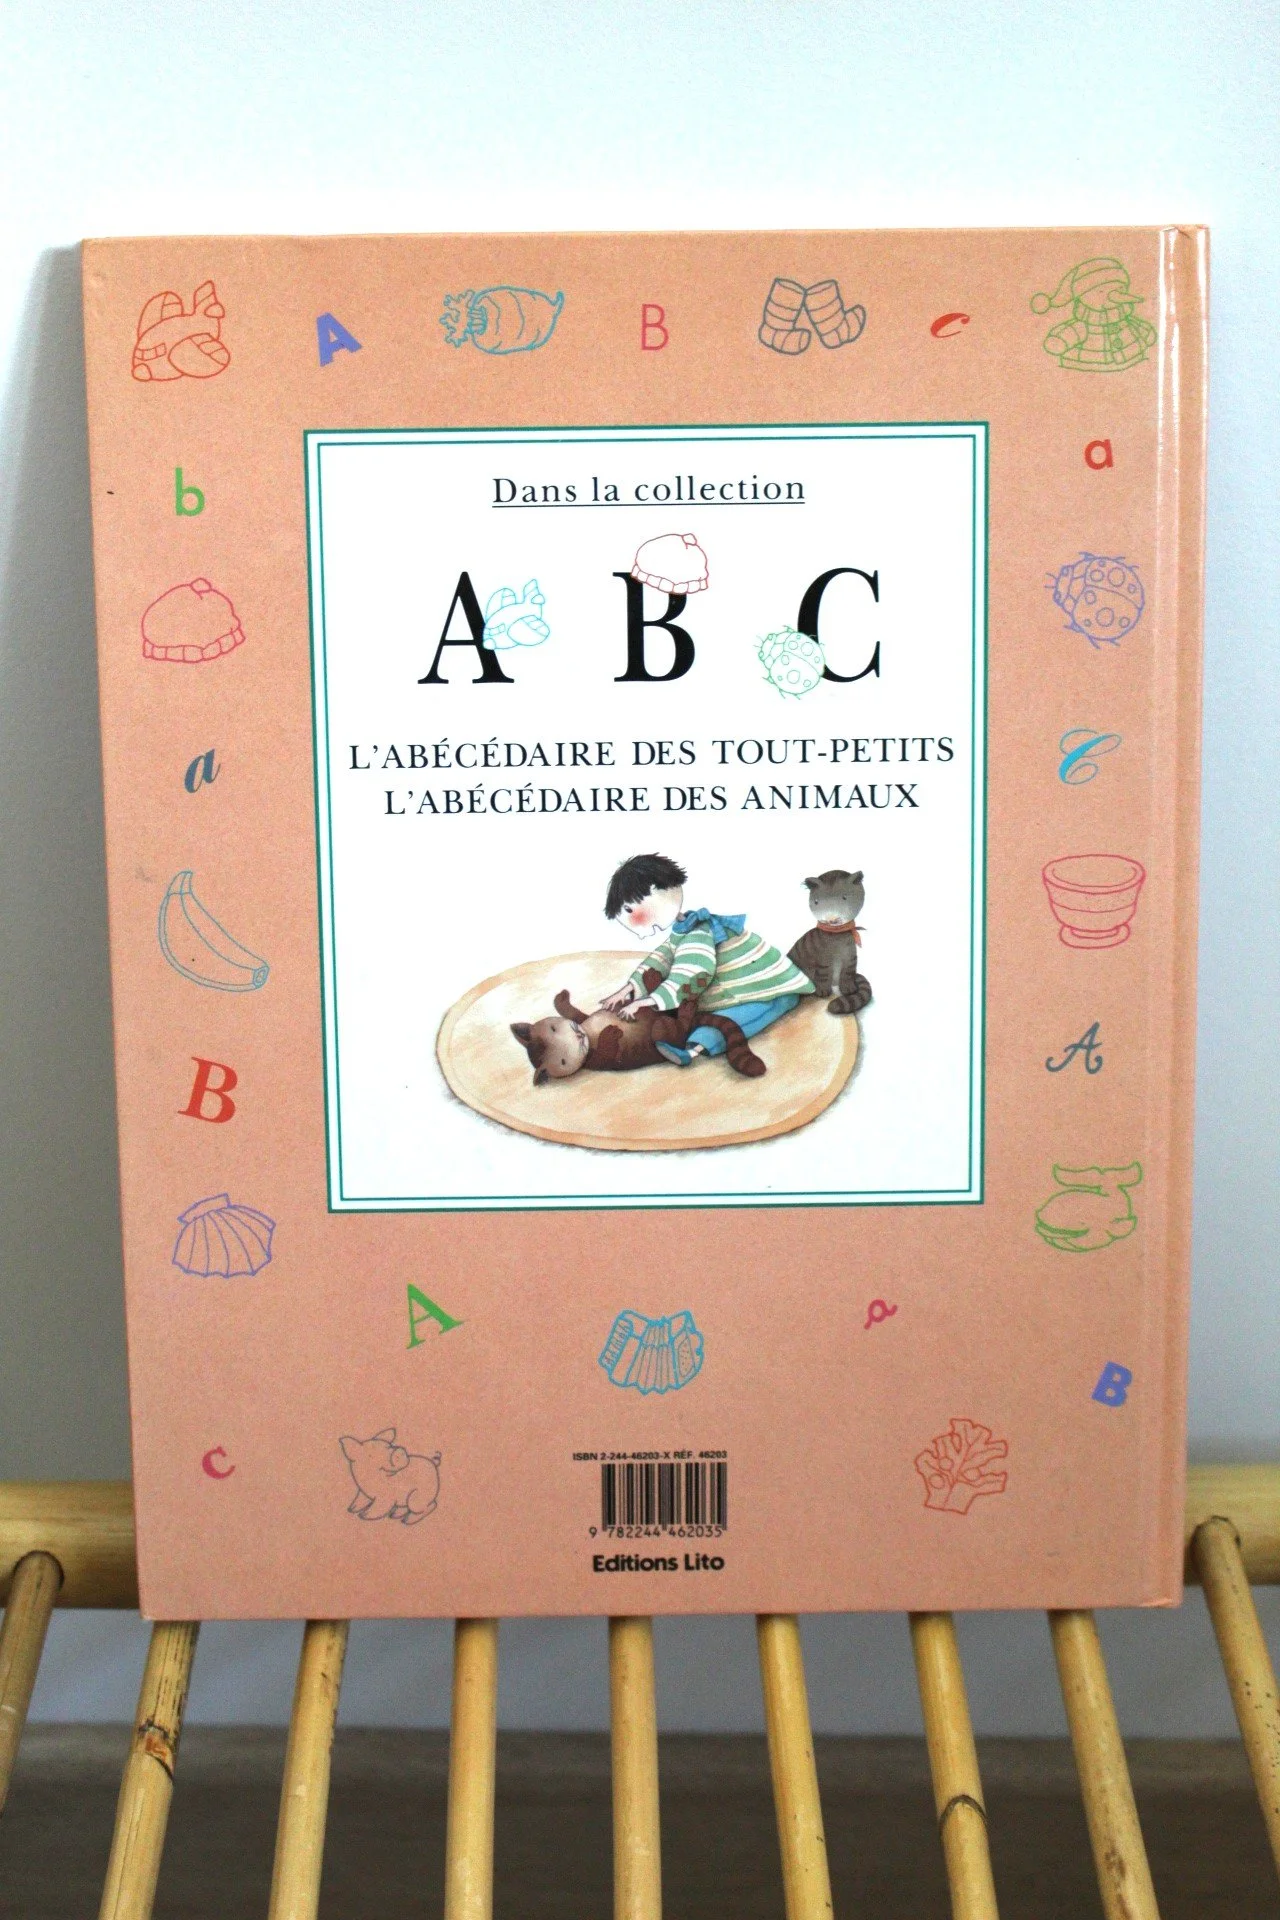 A B c
b a
Dans la collection
A B C
L'ABÉCÉDAIRE DES TOUT-PETITS
L'ABÉCÉDAIRE DES ANIMAUX
a C
B A
A a
B
c
ISBN 2-244-46203-X RÉF. 46203
9 782244 462035
Editions Lito